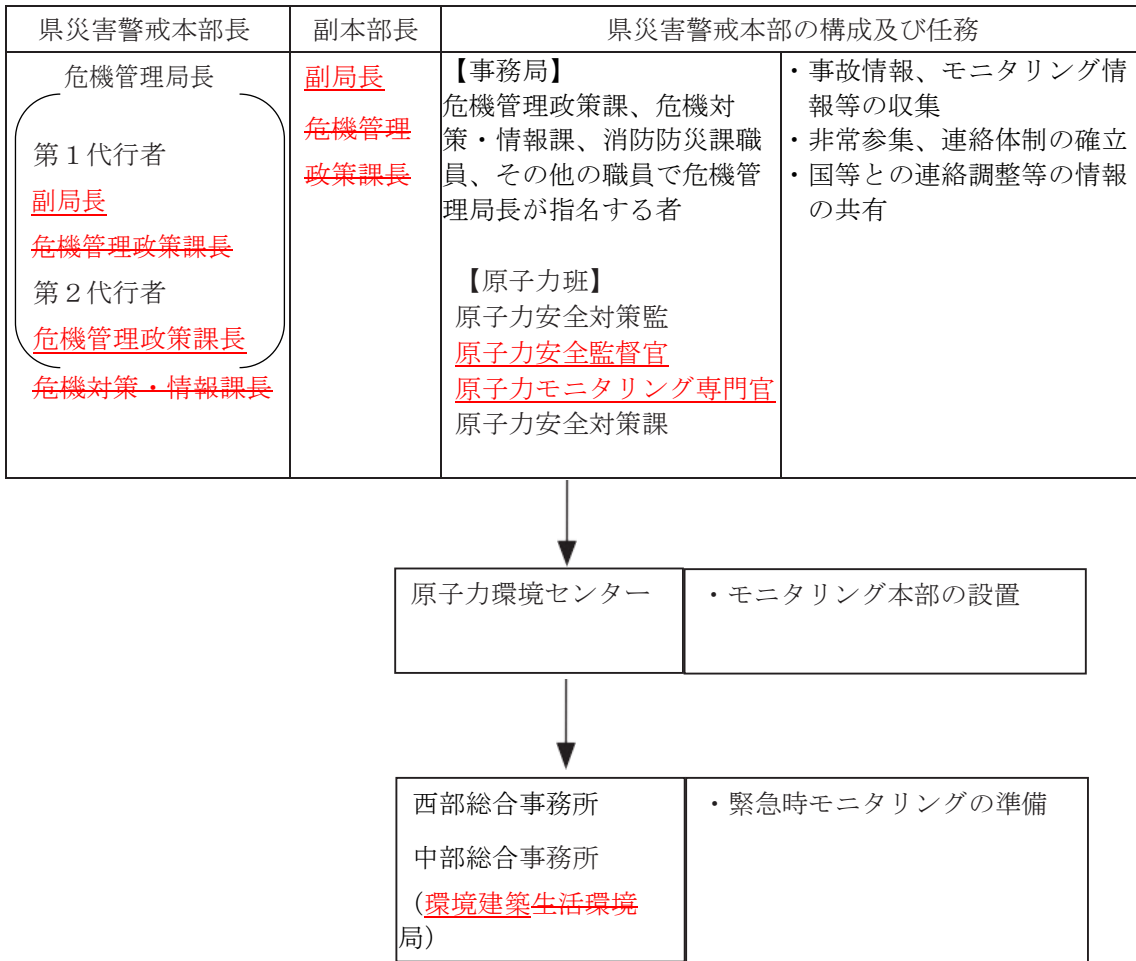 県災害警戒本部長
副本部長
県災害警戒本部の構成及び任務
危機管理局長
第１代行者
副局長
危機管理政策課長
第２代行者
危機管理政策課長
危機対策・情報課長
副局長
危機管理
政策課長
【事務局】
危機管理政策課、危機対
策・情報課、消防防災課職
員、その他の職員で危機管
理局長が指名する者
【原子力班】
原子力安全対策監
原子力安全監督官
原子力モニタリング専門官
原子力安全対策課
・事故情報、モニタリング情
報等の収集
・非常参集、連絡体制の確立
・国等との連絡調整等の情報
の共有
原子力環境センター
・モニタリング本部の設置
西部総合事務所
中部総合事務所
（環境建築生活環境
局）
・緊急時モニタリングの準備